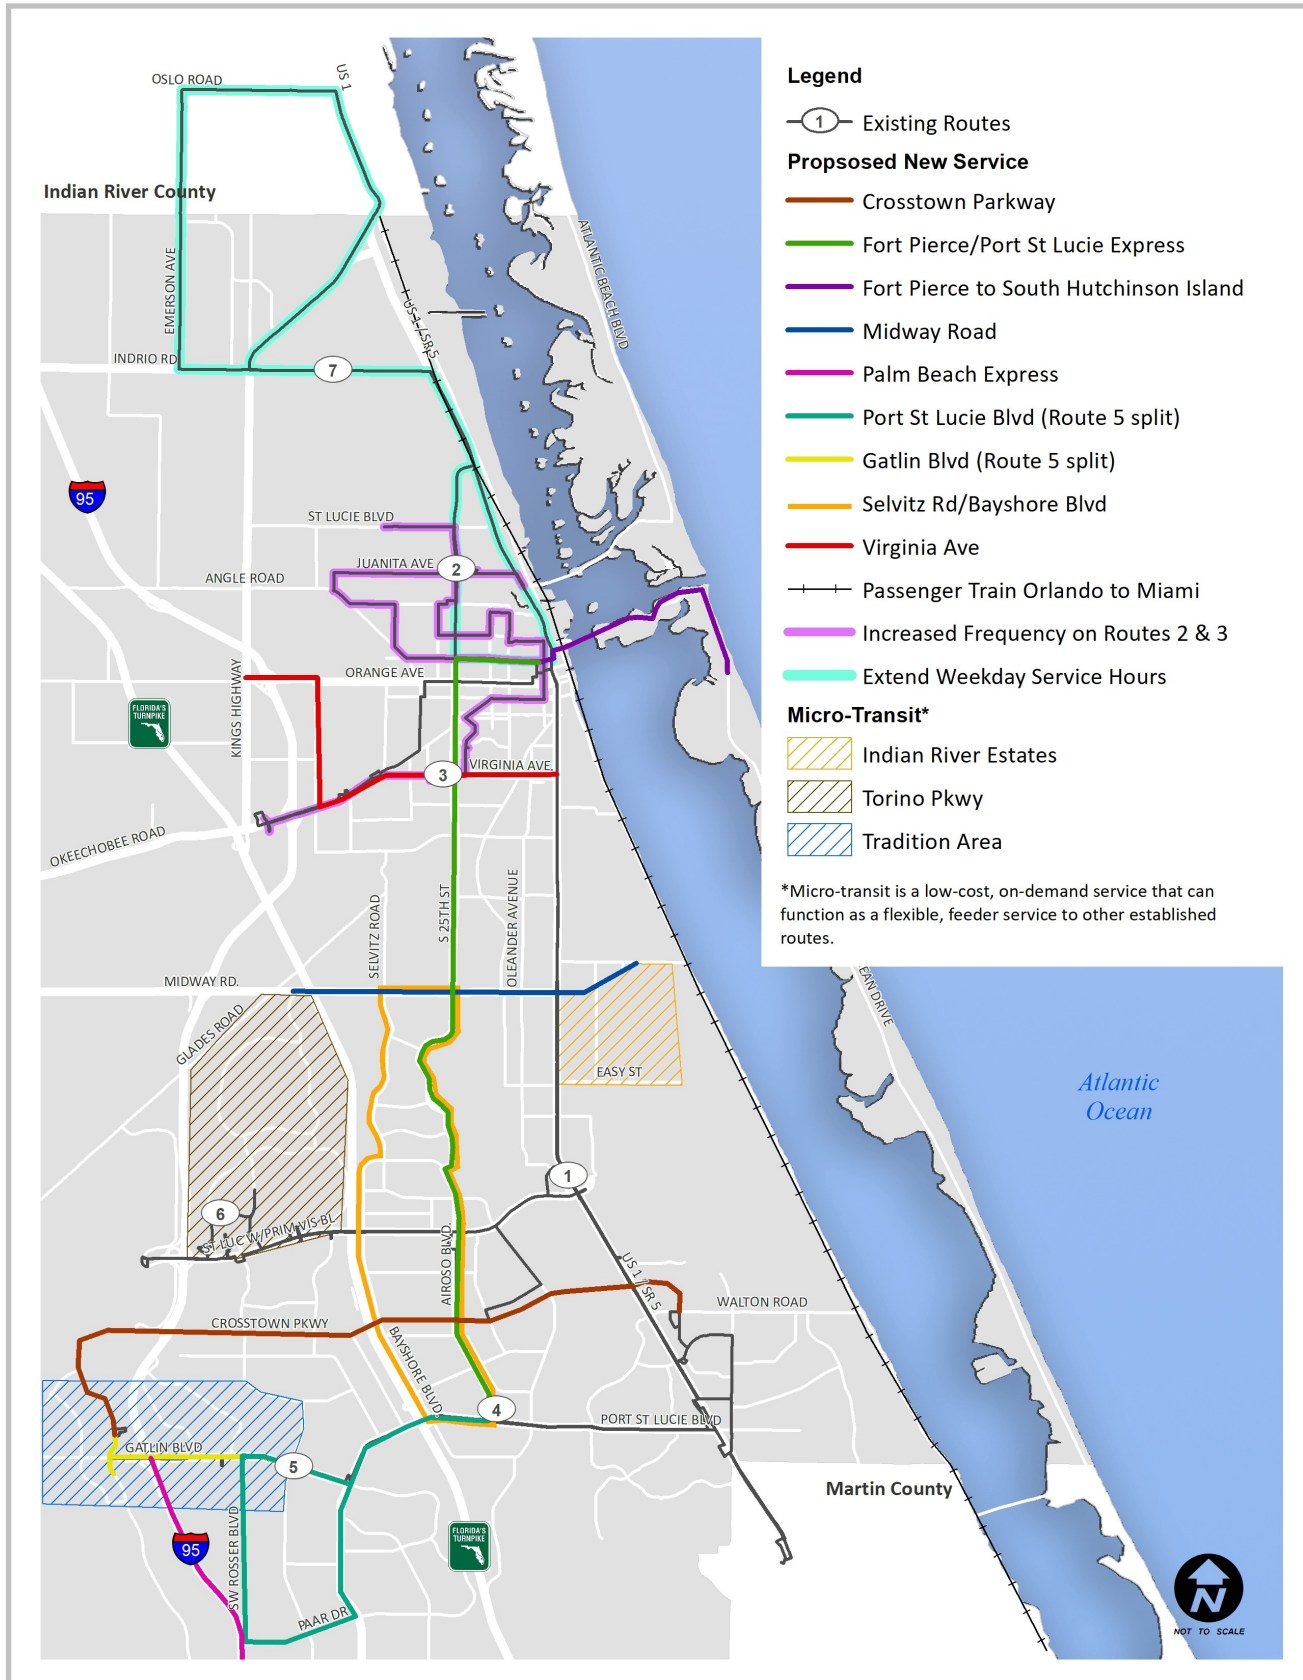 OSLO ROAD
US 1
Indian River County
EMERSON AVE
INDRIO RD
7
US 1 / SR 5
ATLANTIC BEACH BLVD
95
ST LUCIE BLVD
JUANITA AVE
2
ANGLE ROAD
ORANGE AVE
KINGS HIGHWAY
FLORIDA'S
TURNPIKE
VIRGINIA AVE.
3
OKEECHOBEE ROAD
SELVITZ ROAD
S 25TH ST
OLEANDER AVENUE
MIDWAY RD.
GLADES ROAD
EASY ST
EAN DRIVE
Atlantic
Ocean
1
6
ST LUC W/PRIM VIS BL
AIROSO BLVD.
US 1 / SR 5
WALTON ROAD
CROSSTOWN PKWY
BAYSHORE BLVD.
4
PORT ST LUCIE BLVD
GATLIN BLVD
5
Martin County
95
SW ROSSER BLVD
FLORIDA'S
TURNPIKE
PAAR DR
N
NOT TO SCALE
Legend
1 Existing Routes
Propsosed New Service
Crosstown Parkway
Fort Pierce/Port St Lucie Express
Fort Pierce to South Hutchinson Island
Midway Road
Palm Beach Express
Port St Lucie Blvd (Route 5 split)
Gatlin Blvd (Route 5 split)
Selvitz Rd/Bayshore Blvd
Virginia Ave
Passenger Train Orlando to Miami
Increased Frequency on Routes 2 & 3
Extend Weekday Service Hours
Micro-Transit*
Indian River Estates
Torino Pkwy
Tradition Area
*Micro-transit is a low-cost, on-demand service that can
function as a flexible, feeder service to other established
routes.